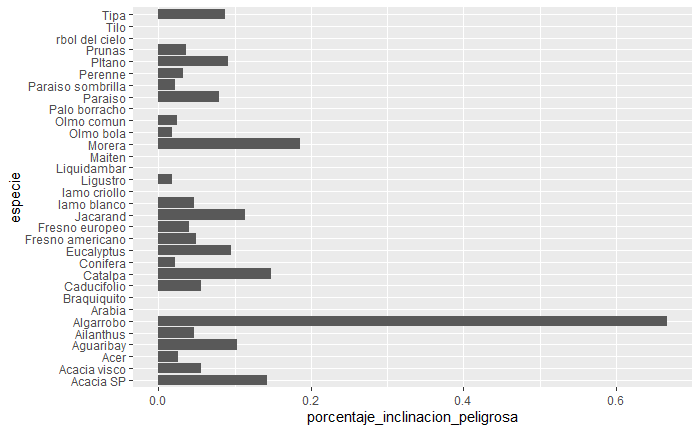 Tipa
Tilo
rbol del cielo
Prunas
Pltano
Perenne
Paraiso sombrilla
Paraiso
Palo borracho
Olmo comun
Olmo bola
Morera
Maiten
Liquidambar
Ligustro
lamo criollo
lamo blanco
Jacarand
Fresno europeo
Fresno americano
Eucalyptus
Conifera
Catalpa
Caducifolio
Braquiquito
Arabia
Algarrobo
Ailanthus
Aguaribay
Acer
Acacia visco
Acacia SP
especie
0.0 0.2 0.4 0.6
porcentaje_inclinacion_peligrosa